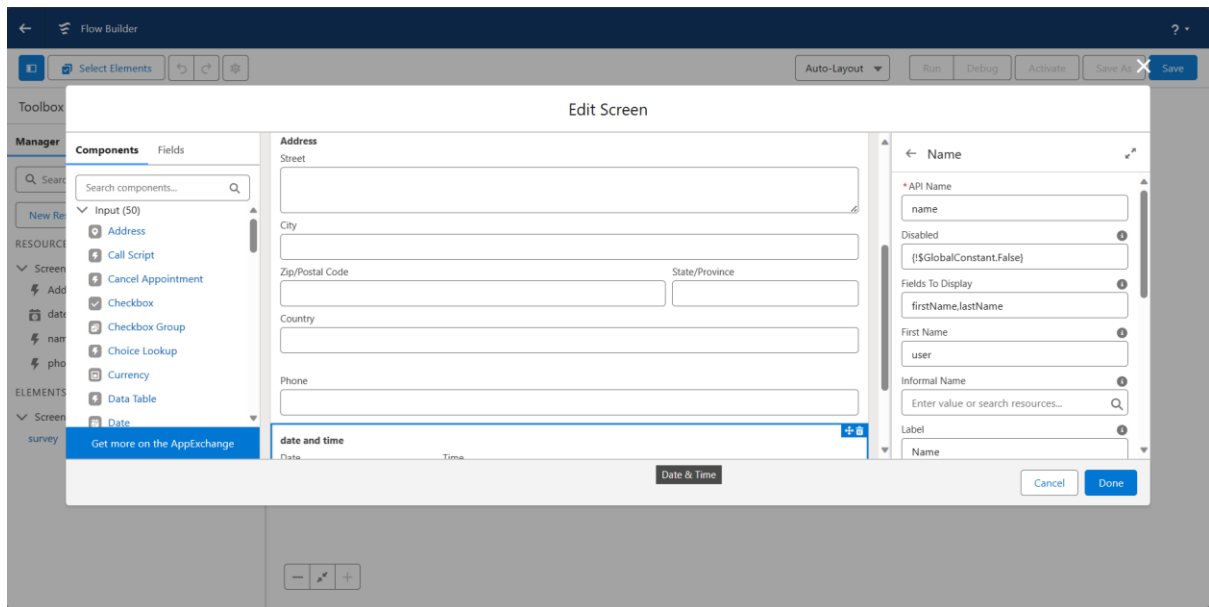 Flow Builder
?
Select Elements
Auto-Layout
Run
Debug
Activate
Save As
Save
Toolbox
Manager
Searc
New Re
RESOURCE
Screen
Add
date
nam
pho
ELEMENTS
Screen
survey
Edit Screen
Components
Fields
Search components...
Input (50)
Address
Call Script
Cancel Appointment
Checkbox
Checkbox Group
Choice Lookup
Currency
Data Table
Date
Get more on the AppExchange
Address
Street
City
Zip/Postal Code
State/Province
Country
Phone
date and time
Date
Time
Date & Time
Name
*API Name
name
Disabled
{!$GlobalConstant.False}
Fields To Display
firstName,lastName
First Name
user
Informal Name
Enter value or search resources...
Label
Name
Cancel
Done